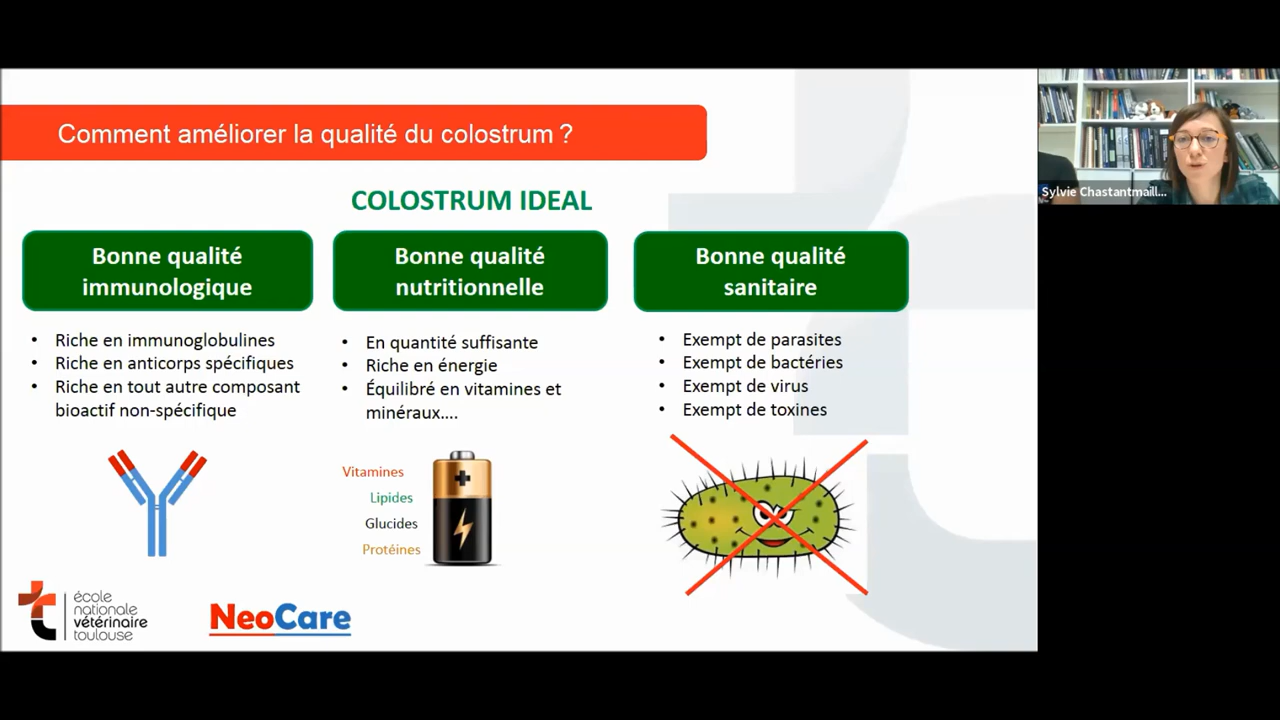 Comment améliorer la qualité du colostrum ?
COLOSTRUM IDEAL
Bonne qualité
immunologique
• Riche en immunoglobulines
• Riche en anticorps spécifiques
• Riche en tout autre composant
bioactif non-spécifique
Bonne qualité
nutritionnelle
• En quantité suffisante
• Riche en énergie
• Équilibré en vitamines et
minéraux....
Vitamines
Lipides
Glucides
Protéines
Bonne qualité
sanitaire
• Exempt de parasites
• Exempt de bactéries
• Exempt de virus
• Exempt de toxines
école
nationale
vétérinaire
toulouse
NeoCare
Sylvie Chastantmaill...